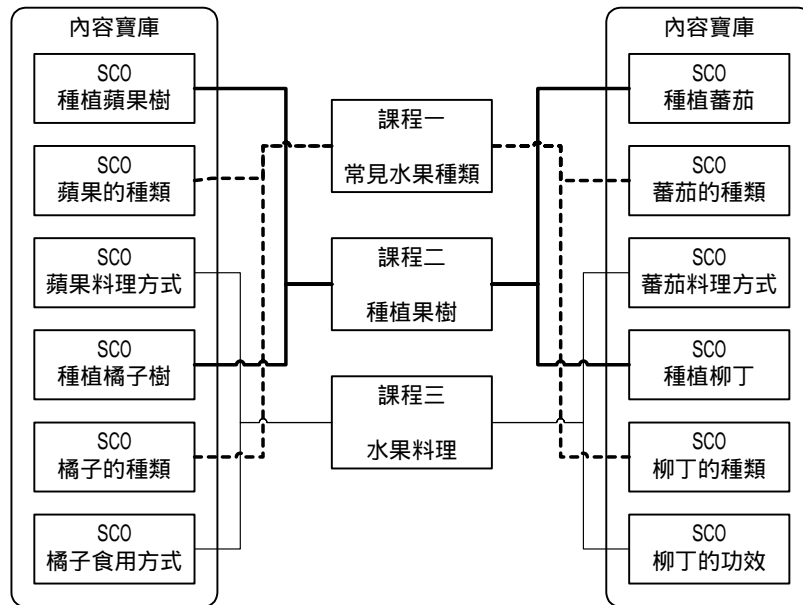 內容寶庫
SCO
種植蘋果樹
SCO
蘋果的種類
SCO
蘋果料理方式
SCO
種植橘子樹
SCO
橘子的種類
SCO
橘子食用方式
課程一
常見水果種類
課程二
種植果樹
課程三
水果料理
內容寶庫
SCO
種植蕃茄
SCO
蕃茄的種類
SCO
蕃茄料理方式
SCO
種植柳丁
SCO
柳丁的種類
SCO
柳丁的功效